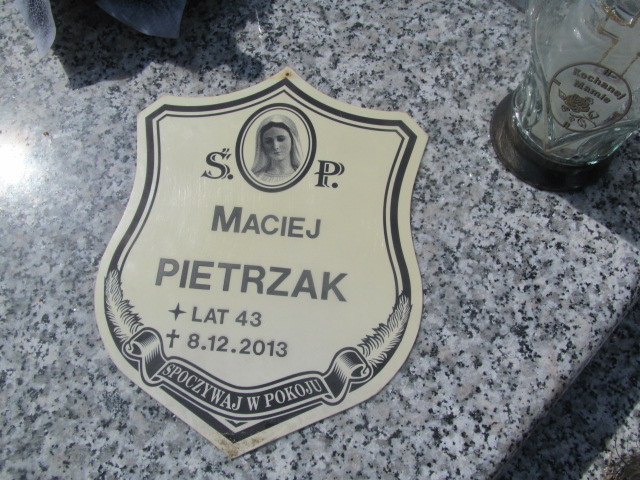 Ś. P.
MACIEJ
PIETRZAK
LAT 43
† 8.12.2013
SPOCZYWAJ W POKOJU
Kochanej
Mamie